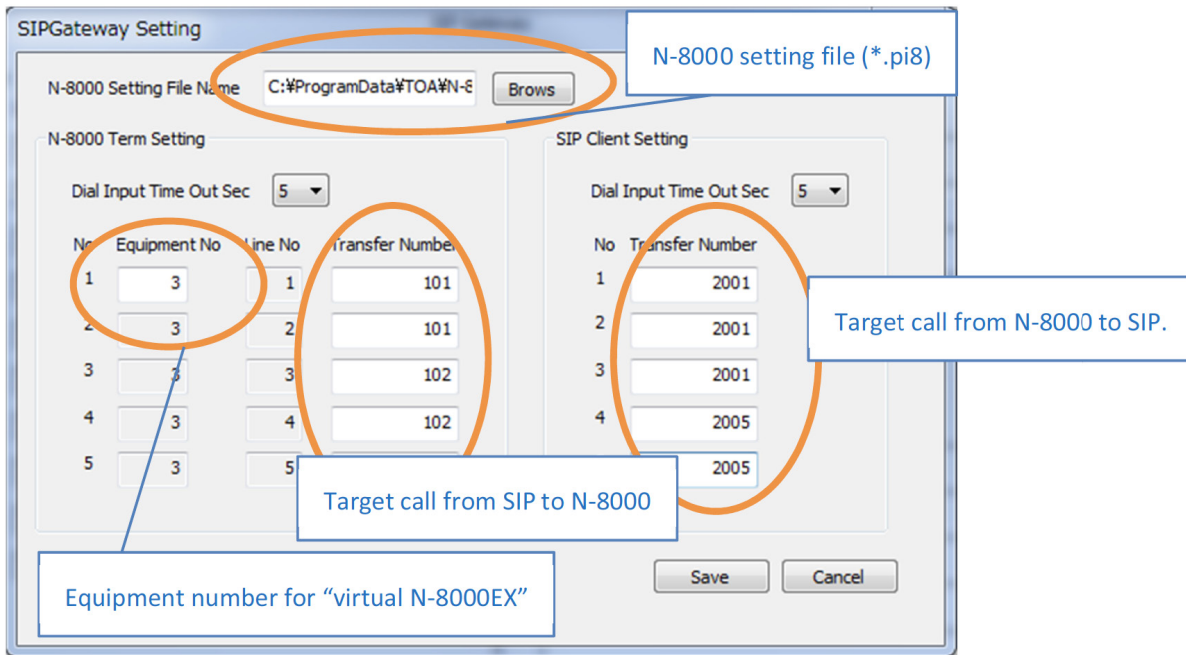 SIPGateway Setting
N-8000 setting file (*.pi8)
N-8000 Setting File Name C:¥ProgramData¥TOA¥N-8 Brows
N-8000 Term Setting SIP Client Setting
Dial Input Time Out Sec 5 Dial Input Time Out Sec 5
No Equipment No Line No Transfer Number No Transfer Number
1 3 1 101 1 2001
2 3 2 101 2 2001
3 3 3 102 3 2001
Target call from N-8000 to SIP.
4 3 4 102 4 2005
5 3 5 2005
Target call from SIP to N-8000
Equipment number for “virtual N-8000EX”
Save Cancel